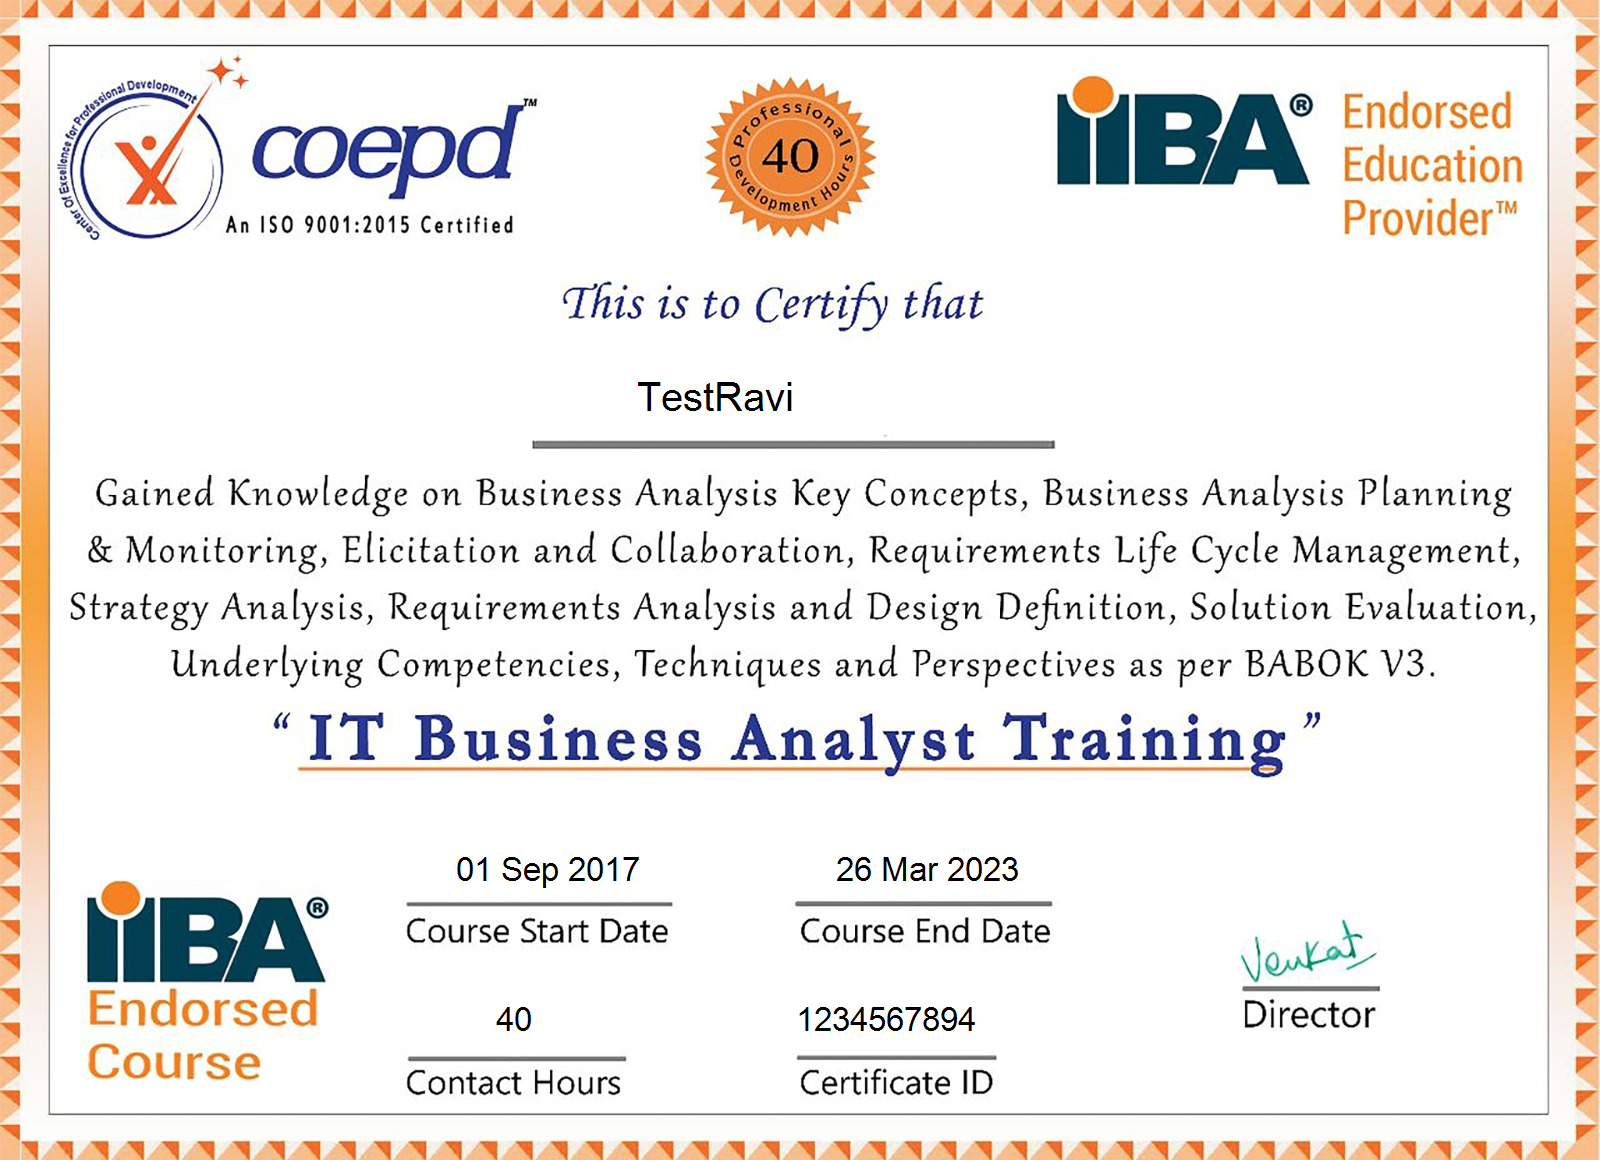 Center Of Excellence for Professional Development
coepd™
An ISO 9001:2015 Certified
Professional
40
Development Hours
iiBA®
Endorsed
Education
Provider™
This is to Certify that
TestRavi
Gained Knowledge on Business Analysis Key Concepts, Business Analysis Planning
& Monitoring, Elicitation and Collaboration, Requirements Life Cycle Management,
Strategy Analysis, Requirements Analysis and Design Definition, Solution Evaluation,
Underlying Competencies, Techniques and Perspectives as per BABOK V3.
“ IT Business Analyst Training ”
01 Sep 2017
Course Start Date
26 Mar 2023
Course End Date
iiBA®
Endorsed
Course
40
Contact Hours
1234567894
Certificate ID
Venkat
Director